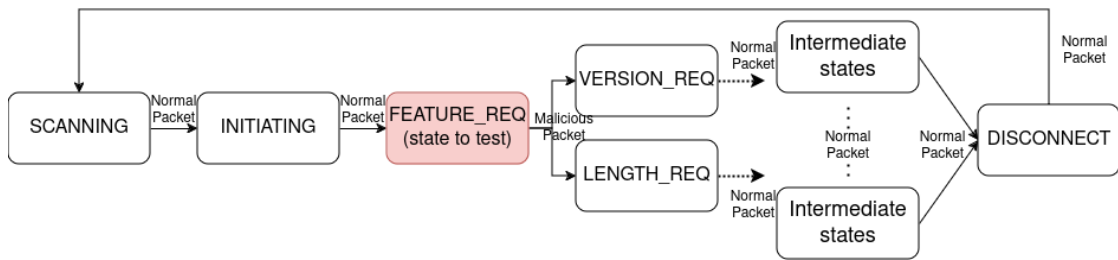 SCANNING
Normal
Packet
INITIATING
Normal
Packet
FEATURE_REQ
(state to test)
Malicious
Packet
VERSION_REQ
LENGTH_REQ
Normal
Packet
Normal
Packet
Intermediate
states
Normal
Packet
Intermediate
states
Normal
Packet
DISCONNECT
Normal
Packet